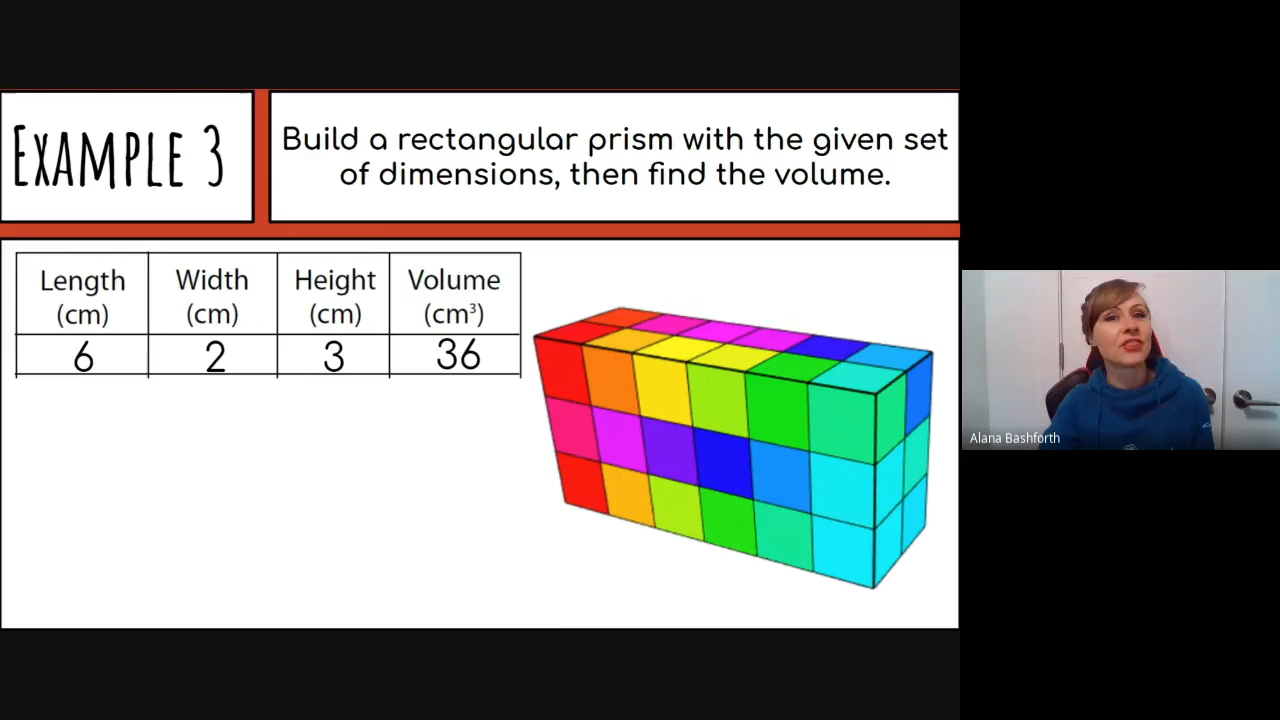 EXAMPLE 3
Build a rectangular prism with the given set
of dimensions, then find the volume.
Length Width Height Volume
(cm) (cm) (cm) (cm³)
6 2 3 36
Alana Bashforth